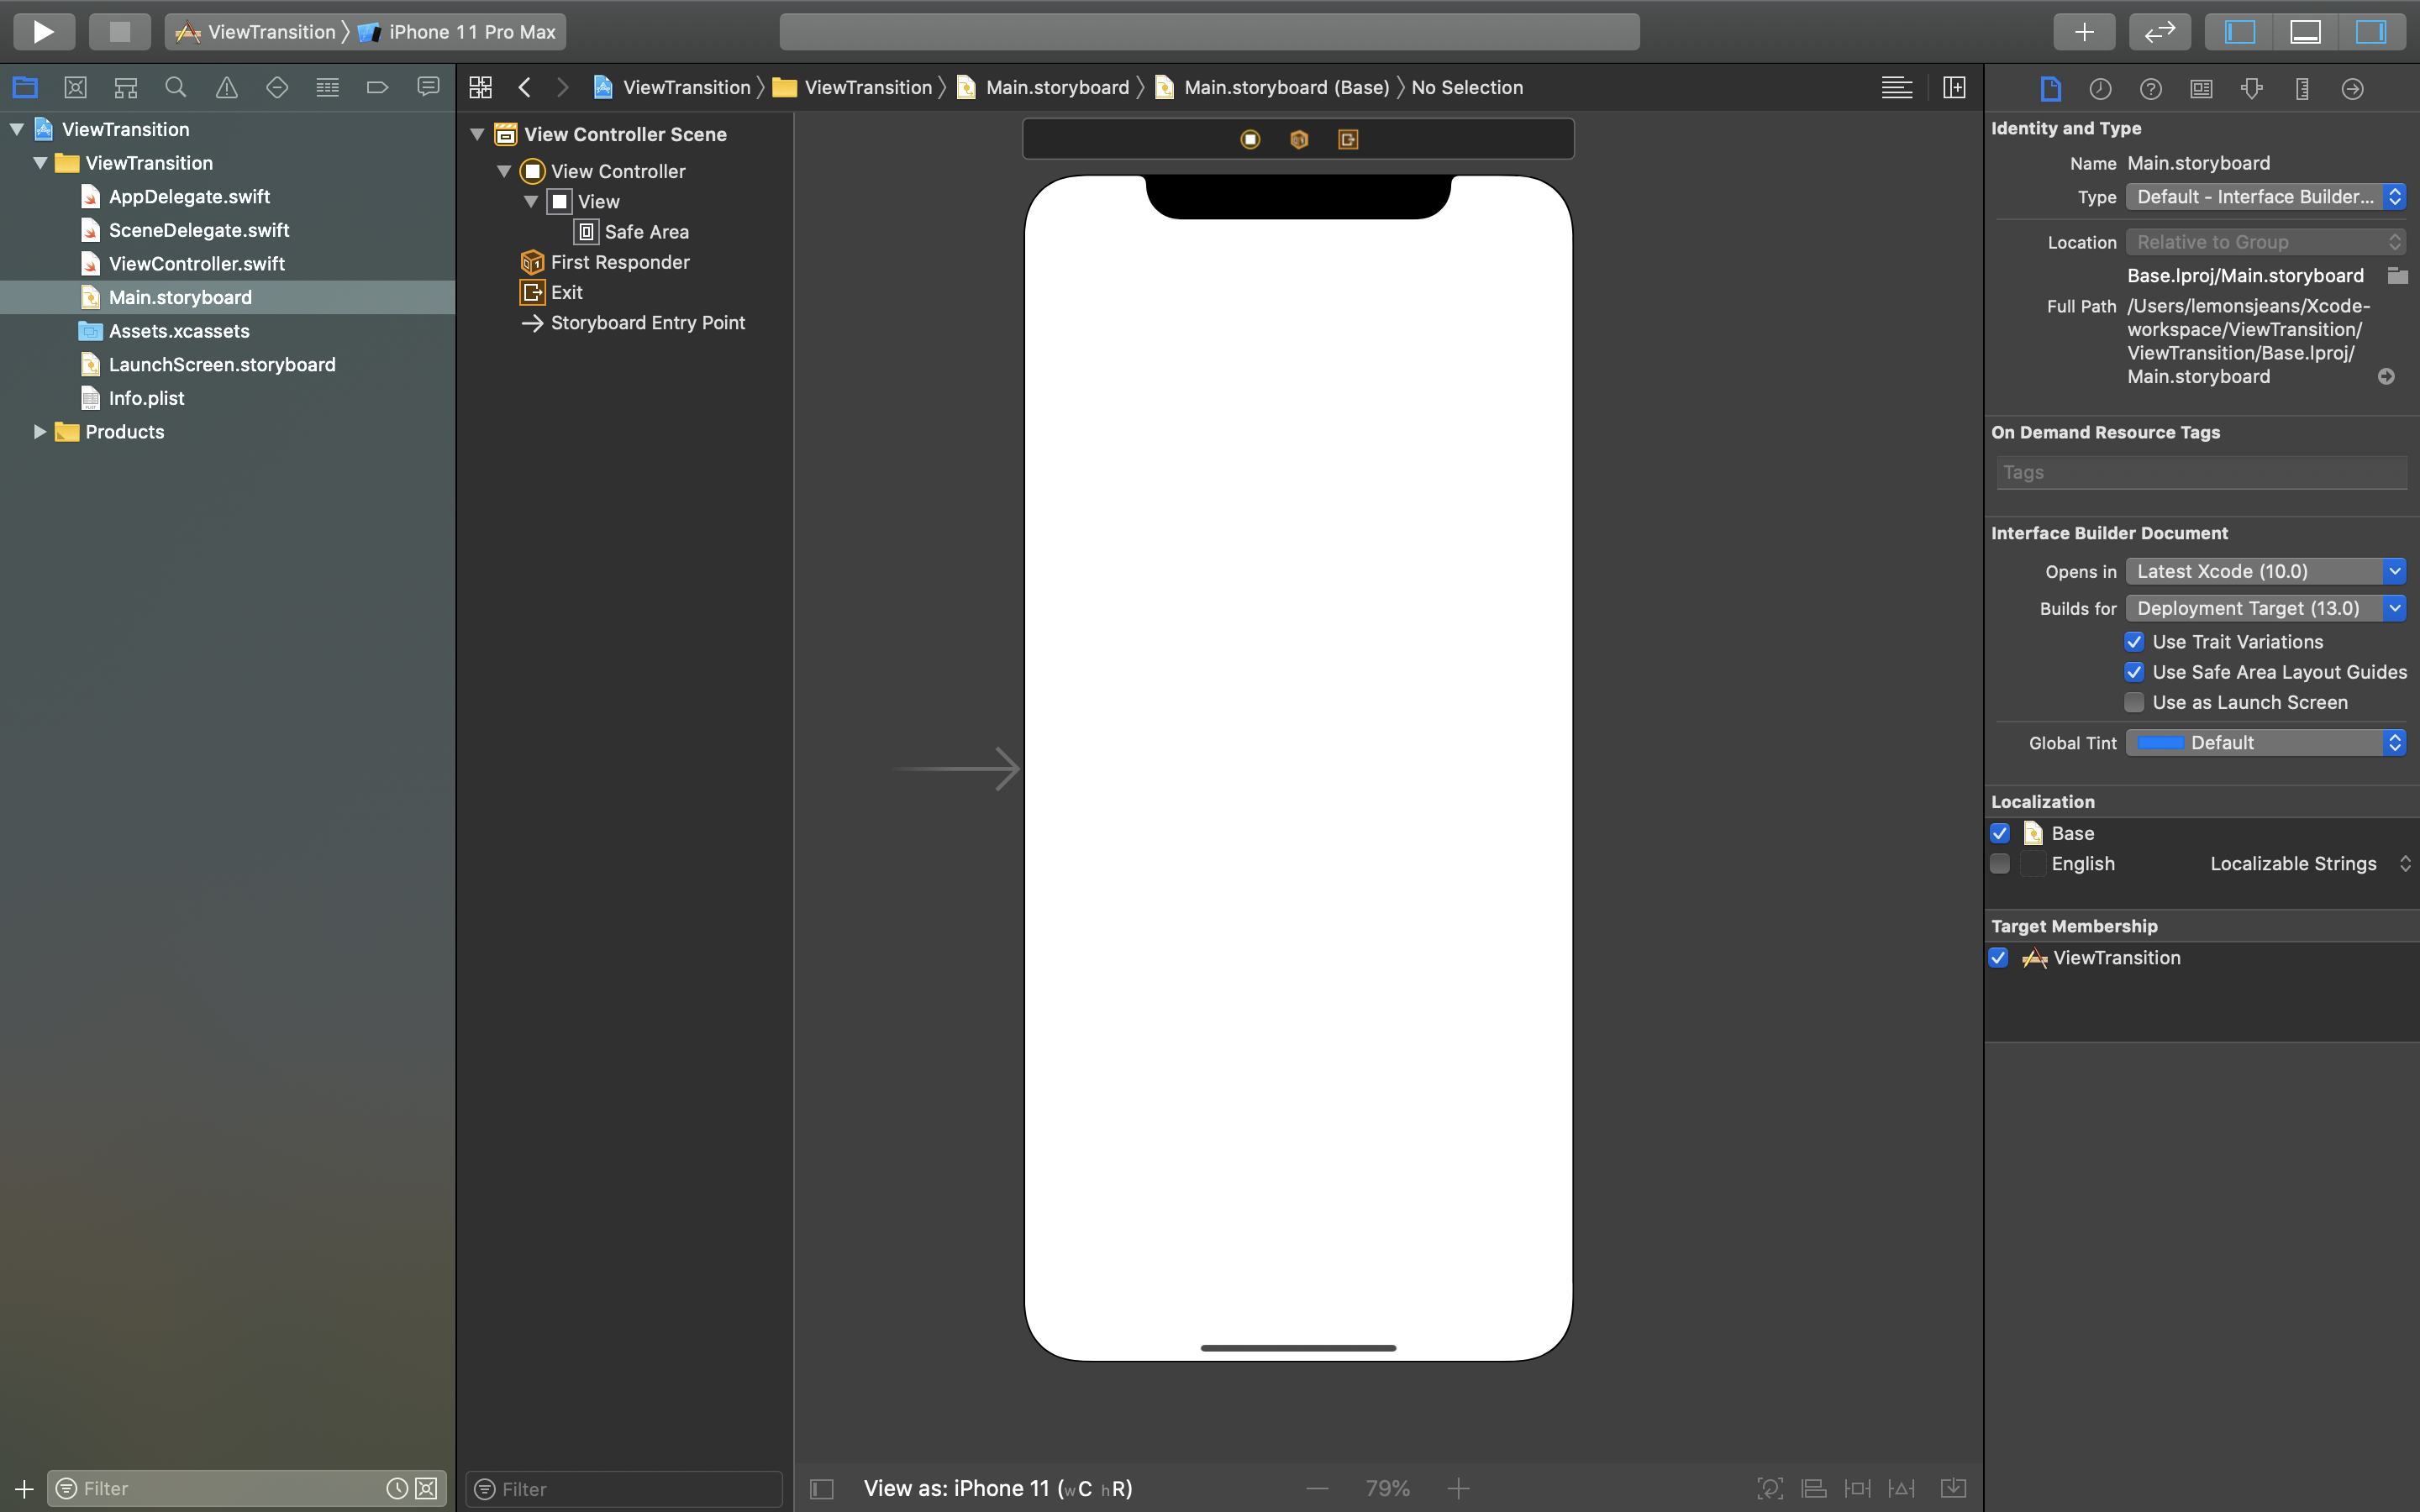 ViewTransition 〉 iPhone 11 Pro Max
ViewTransition 〉 ViewTransition 〉 Main.storyboard 〉 Main.storyboard (Base) 〉 No Selection
ViewTransition
ViewTransition
AppDelegate.swift
SceneDelegate.swift
ViewController.swift
Main.storyboard
Assets.xcassets
LaunchScreen.storyboard
Info.plist
Products
Filter
View Controller Scene
View Controller
View
Safe Area
First Responder
Exit
Storyboard Entry Point
Filter
View as: iPhone 11 (wC hR)
79%
Identity and Type
Name Main.storyboard
Type Default - Interface Builder...
Location Relative to Group
Base.lproj/Main.storyboard
Full Path /Users/lemonsjeans/Xcode-
workspace/ViewTransition/
ViewTransition/Base.lproj/
Main.storyboard
On Demand Resource Tags
Tags
Interface Builder Document
Opens in Latest Xcode (10.0)
Builds for Deployment Target (13.0)
Use Trait Variations
Use Safe Area Layout Guides
Use as Launch Screen
Global Tint Default
Localization
Base
English Localizable Strings
Target Membership
ViewTransition